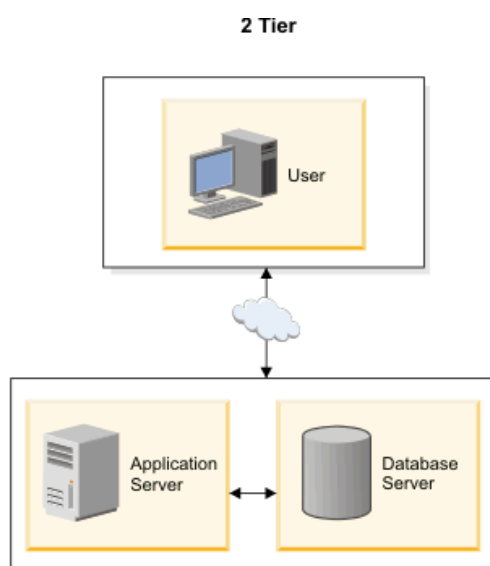 2 Tier
User
Application
Server
Database
Server